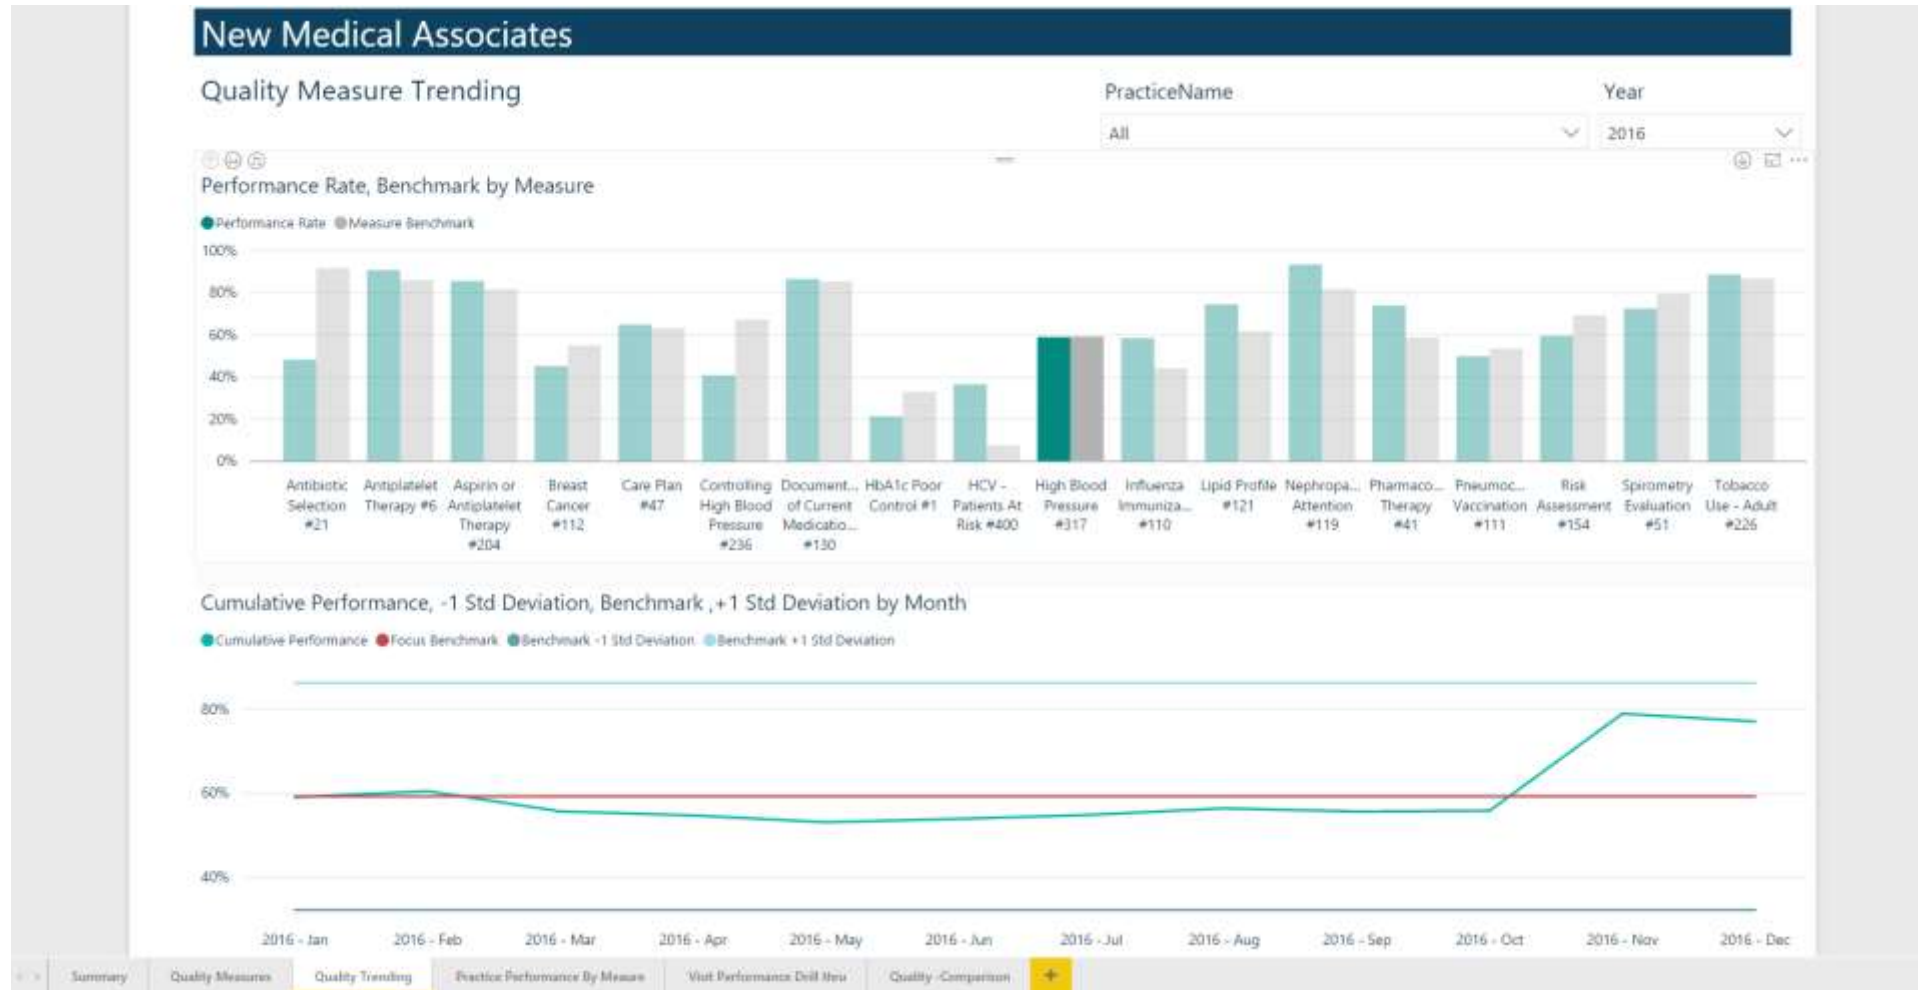 New Medical Associates
Quality Measure Trending
PracticeName
Year
All
2016
Performance Rate, Benchmark by Measure
Performance Rate Measure Benchmark
100%
80%
60%
40%
20%
0%
Antibiotic Selection #21
Antiplatelet Therapy #6
Aspirin or Antiplatelet Therapy #204
Breast Cancer #112
Care Plan #47
Controlling High Blood Pressure #236
Document... of Current Medicatio... #130
HbA1c Poor Control #1
HCV - Patients At Risk #400
High Blood Pressure #317
Influenza Immuniza... #110
Lipid Profile #121
Nephropa... Attention #119
Pharmaco... Therapy #41
Pneumoc... Vaccination #111
Risk Assessment #154
Spirometry Evaluation #51
Tobacco Use - Adult #226
Cumulative Performance, -1 Std Deviation, Benchmark ,+1 Std Deviation by Month
Cumulative Performance Focus Benchmark Benchmark -1 Std Deviation Benchmark +1 Std Deviation
80%
60%
40%
2016 - Jan 2016 - Feb 2016 - Mar 2016 - Apr 2016 - May 2016 - Jun 2016 - Jul 2016 - Aug 2016 - Sep 2016 - Oct 2016 - Nov 2016 - Dec
Summary Quality Measures Quality Trending Practice Performance By Measure Visit Performance Drill thru Quality -Comparison +